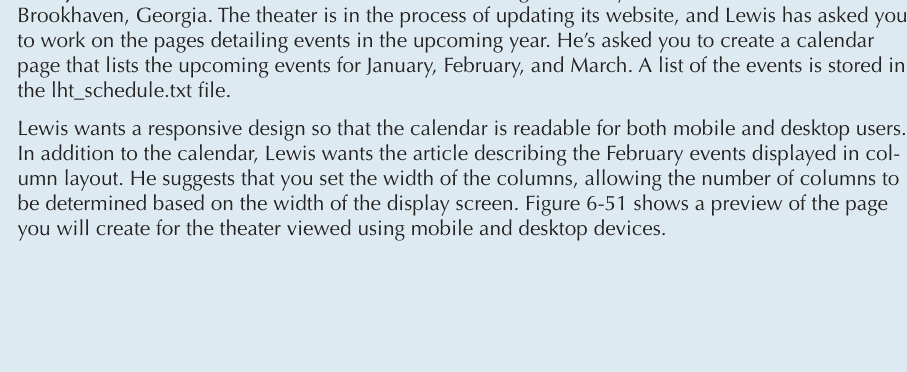 Brookhaven, Georgia. The theater is in the process of updating its website, and Lewis has asked you
to work on the pages detailing events in the upcoming year. He’s asked you to create a calendar
page that lists the upcoming events for January, February, and March. A list of the events is stored in
the lht_schedule.txt file.
Lewis wants a responsive design so that the calendar is readable for both mobile and desktop users.
In addition to the calendar, Lewis wants the article describing the February events displayed in col-
umn layout. He suggests that you set the width of the columns, allowing the number of columns to
be determined based on the width of the display screen. Figure 6-51 shows a preview of the page
you will create for the theater viewed using mobile and desktop devices.